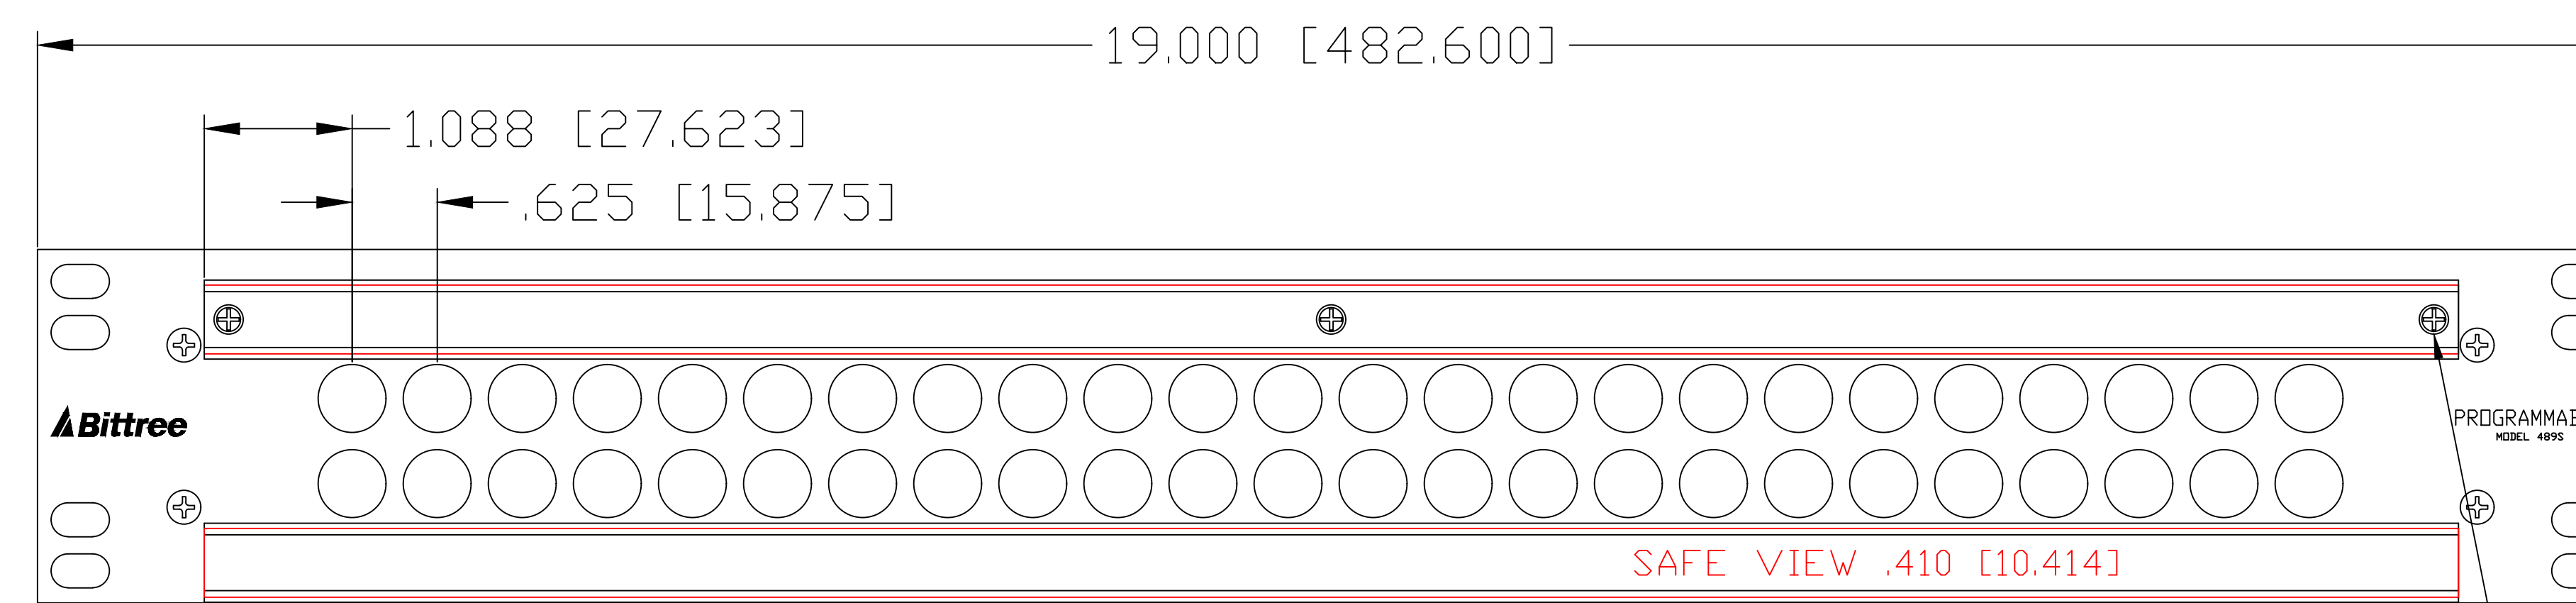 19.000 [482.600]
1.088 [27.623]
.625 [15.875]
Bittree
MODEL 489S
SAFE VIEW .410 [10.414]